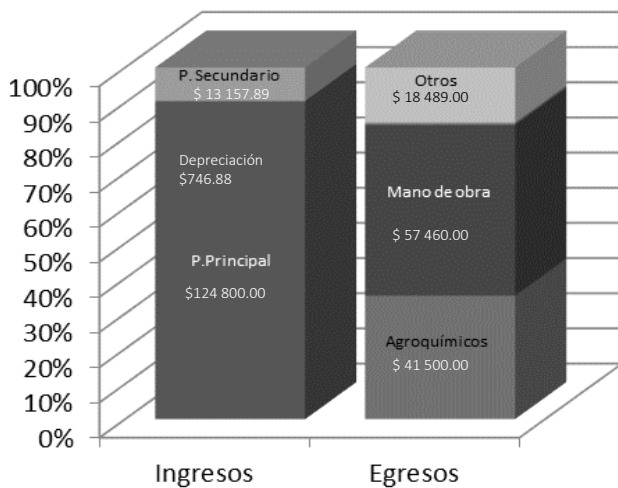 100%
90%
80%
70%
60%
50%
40%
30%
20%
10%
0%
P. Secundario
$ 13 157.89
Depreciación
$746.88
P.Principal
$124 800.00
Otros
$ 18 489.00
Mano de obra
$ 57 460.00
Agroquímicos
$ 41 500.00
Ingresos
Egresos